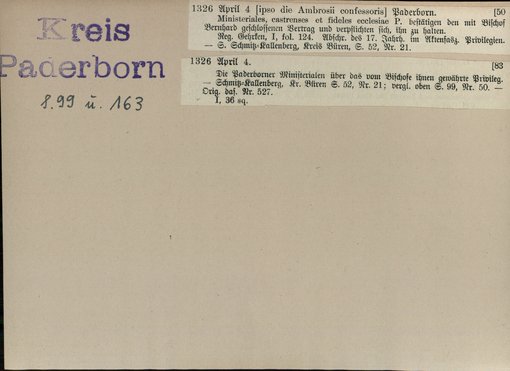 Kreis
Paderborn
S. 99 u. 163
1326 April 4 [ipso die Ambrosii confessoris] Paderborn. [50
Ministeriales, castrenses et fideles ecclesiae P. bestätigen den mit Bischof
Bernhard geschlossenen Vertrag und verpflichten sich, ihn zu halten.
Reg. Gehrken, I, fol. 124. Abschr. des 17. Jahrh. im Aktenfasz. Privilegien.
— S. Schmitz-Kallenberg, Kreis Büren, S. 52, Nr. 21.
1326 April 4. [83
Die Paderborner Ministerialen über das vom Bischofe ihnen gewährte Privileg.
— Schmitz-Kallenberg, Kr. Büren S. 52, Nr. 21; vergl. oben S. 99, Nr. 50. —
Orig. das. Nr. 527.
I, 36 sq.